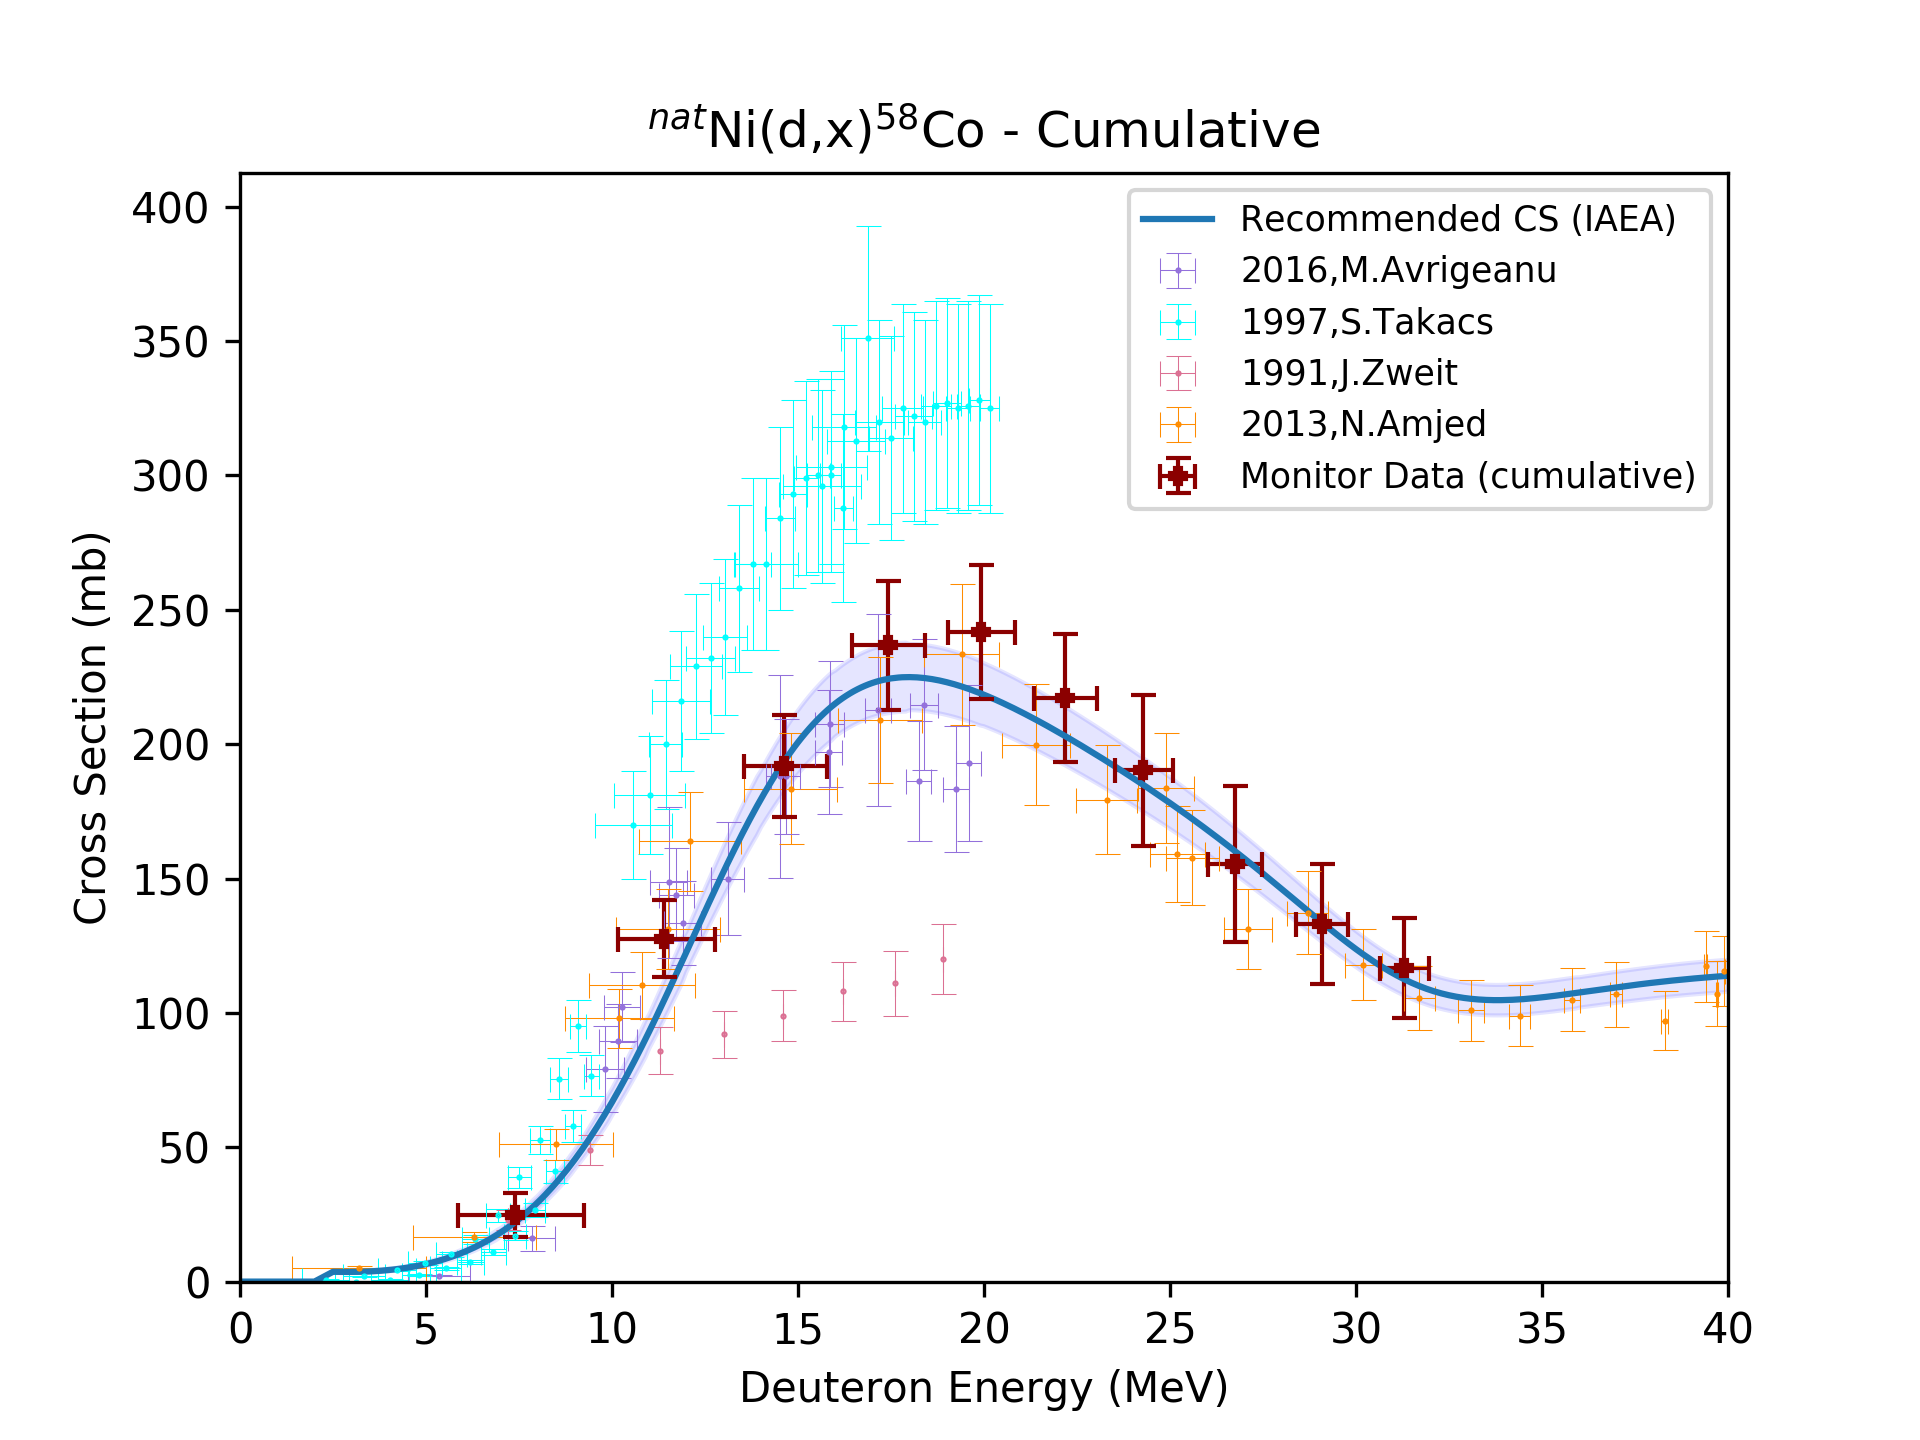 ⁿᵃᵗNi(d,x)⁵⁸Co - Cumulative
Recommended CS (IAEA)
2016,M.Avrigeanu
1997,S.Takacs
1991,J.Zweit
2013,N.Amjed
Monitor Data (cumulative)
Cross Section (mb)
400
350
300
250
200
150
100
50
0
0 5 10 15 20 25 30 35 40
Deuteron Energy (MeV)